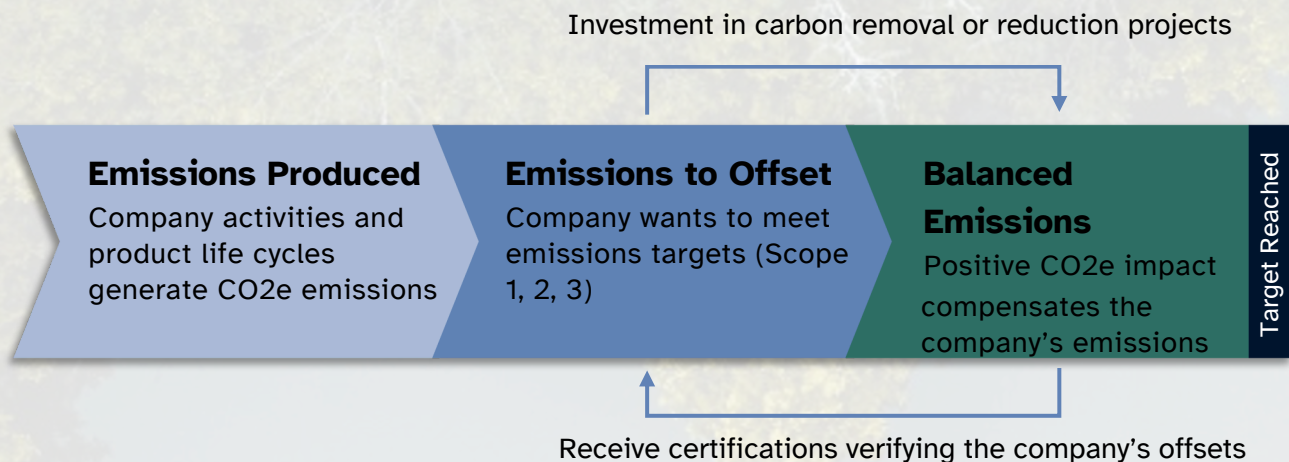 Investment in carbon removal or reduction projects
Emissions Produced
Company activities and
product life cycles
generate CO2e emissions
Emissions to Offset
Company wants to meet
emissions targets (Scope
1, 2, 3)
Balanced
Emissions
Positive CO2e impact
compensates the
company’s emissions
Target Reached
Receive certifications verifying the company’s offsets